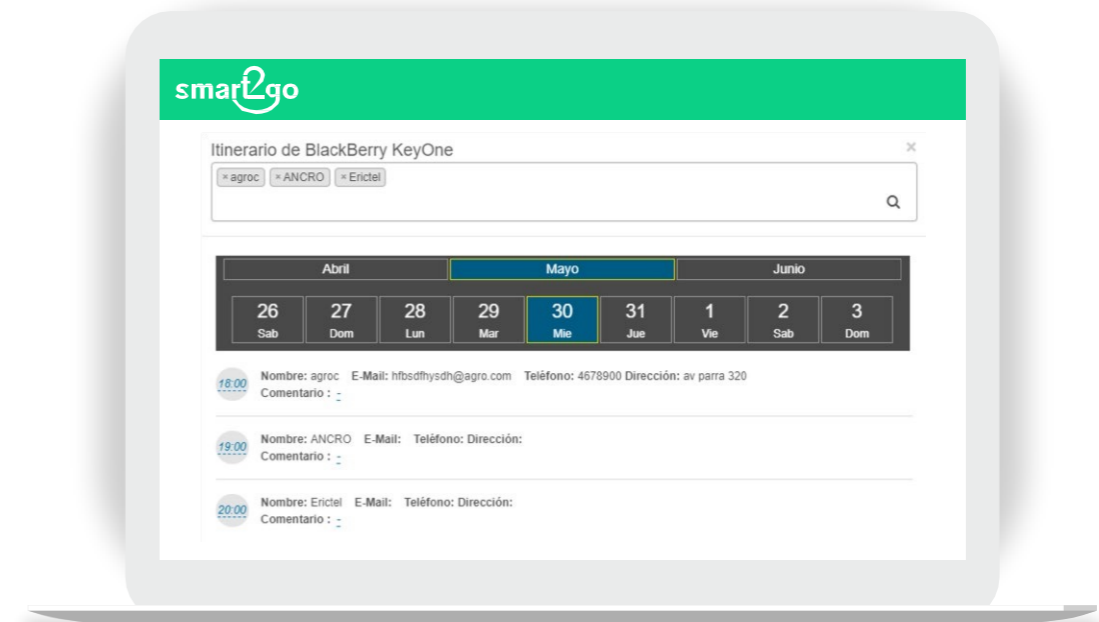 smart2go
Itinerario de BlackBerry KeyOne ×
× agroc × ANCRO × Erictel
Abril Mayo Junio
26 27 28 29 30 31 1 2 3
Sab Dom Lun Mar Mie Jue Vie Sab Dom
18:00 Nombre: agroc E-Mail: hfbsdfhysdh@agro.com Teléfono: 4678900 Dirección: av parra 320
Comentario : -
19:00 Nombre: ANCRO E-Mail: Teléfono: Dirección:
Comentario : -
20:00 Nombre: Erictel E-Mail: Teléfono: Dirección:
Comentario : -